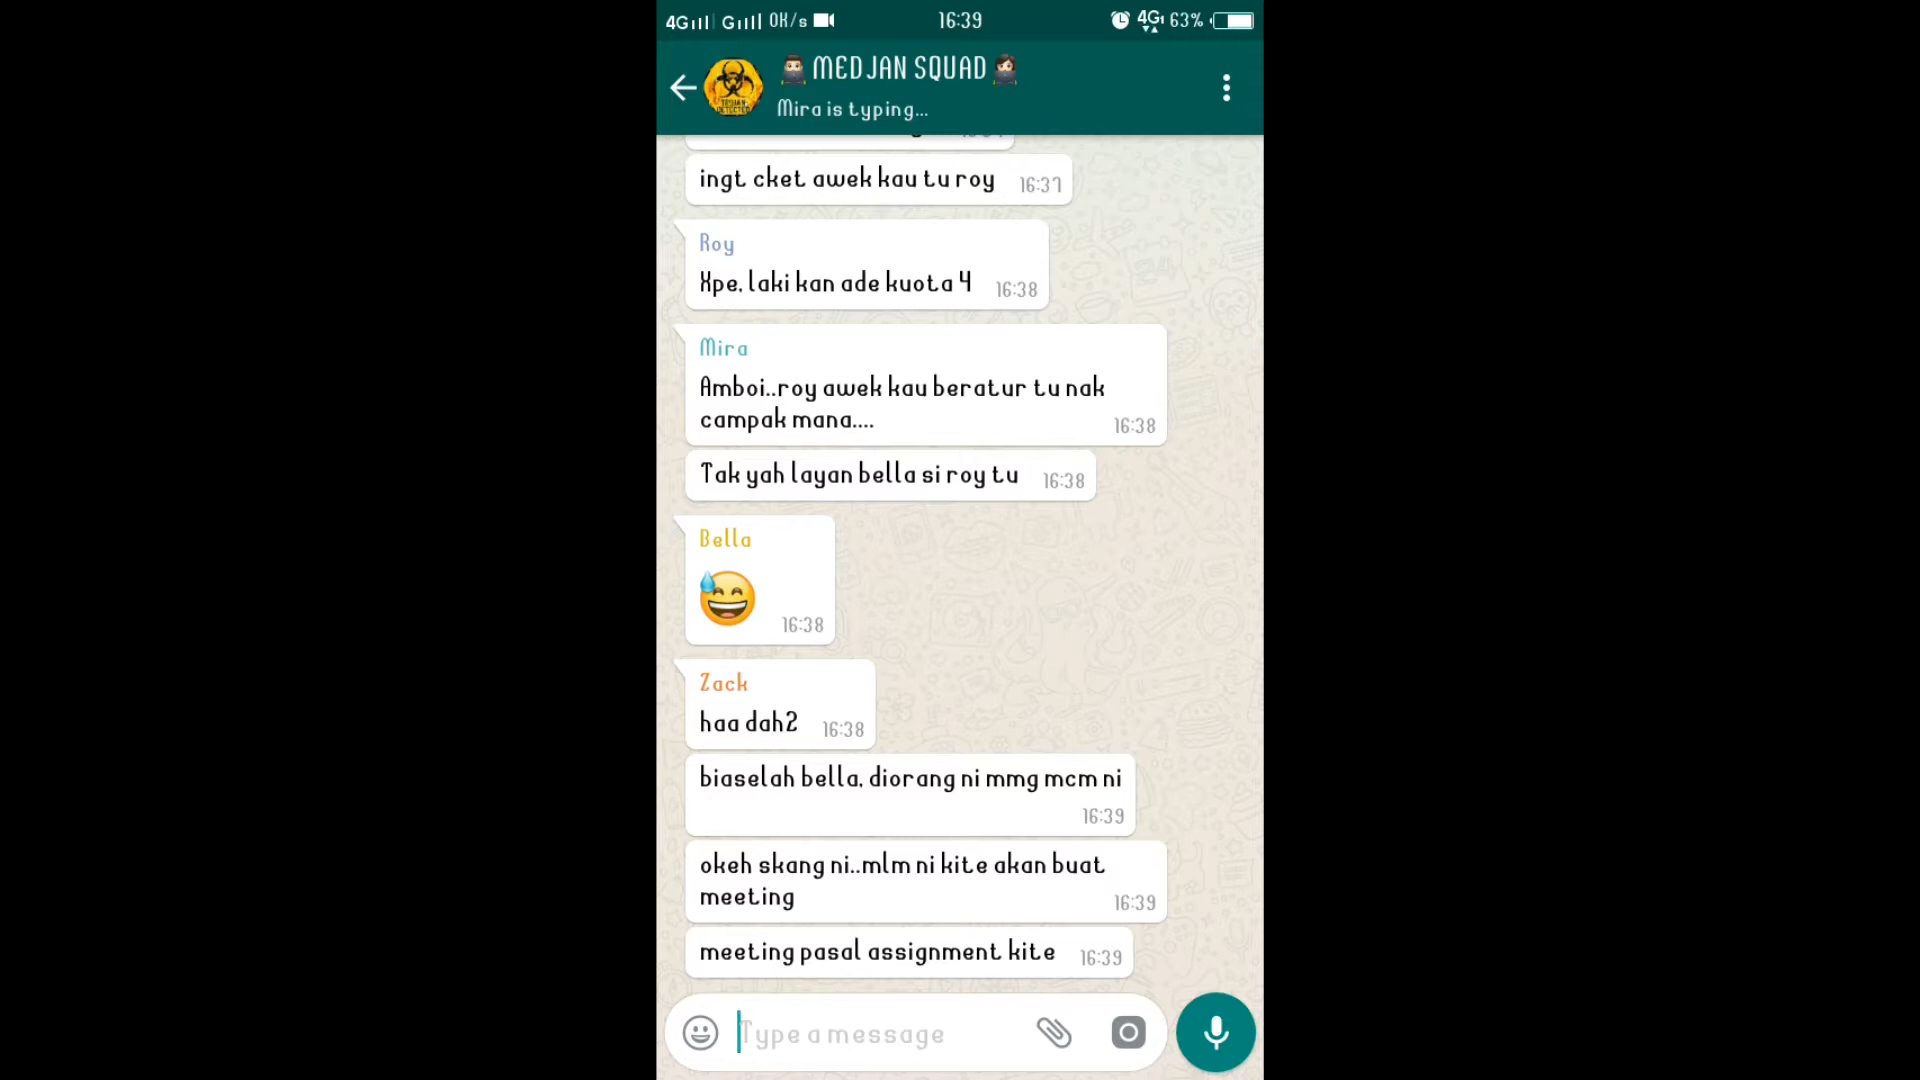 4G G 0K/s 16:39 4G 63%
MEDJAN SQUAD
Mira is typing...
ingt cket awek kau tu roy 16:37
Roy
Xpe, laki kan ade kuota 4 16:38
Mira
Amboi..roy awek kau beratur tu nak
campak mana.... 16:38
Tak yah layan bella si roy tu 16:38
Bella
16:38
Zack
haa dah2 16:38
biaselah bella, diorang ni mmg mcm ni
16:39
okeh skang ni..mlm ni kite akan buat
meeting 16:39
meeting pasal assignment kite 16:39
Type a message